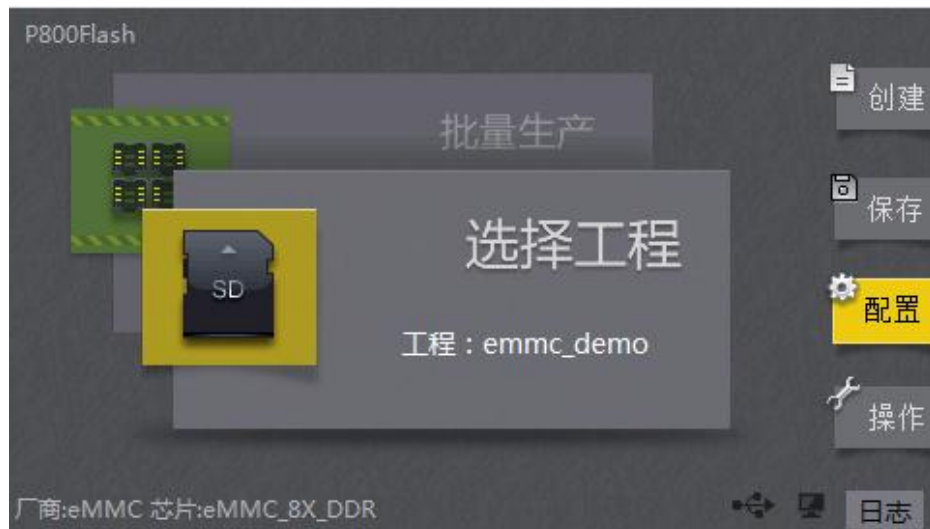 P800Flash
创建
批量生产
保存
选择工程
SD
配置
工程：emmc_demo
操作
厂商:eMMC 芯片:eMMC_8X_DDR
日志